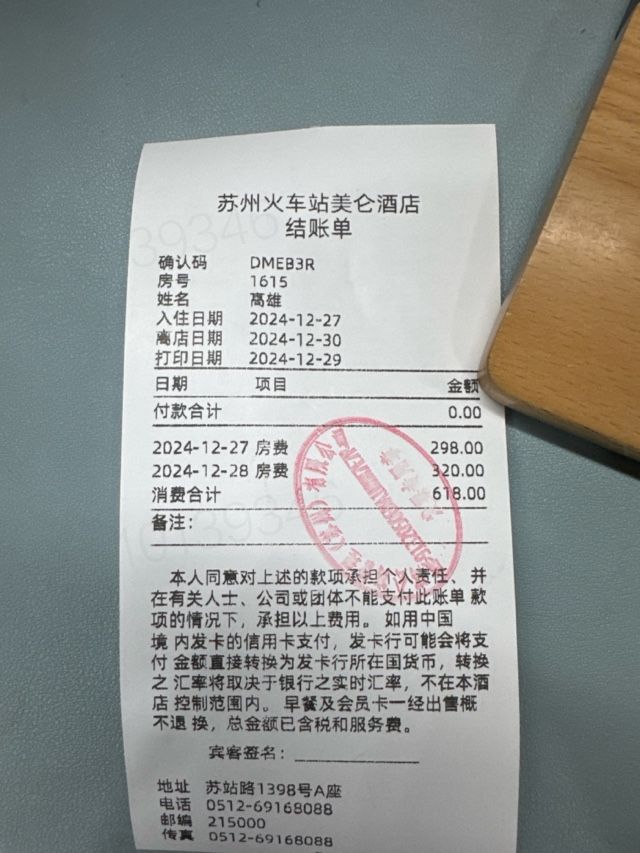 苏州火车站美仑酒店
结账单
确认码 DMEB3R
房号 1615
姓名 高雄
入住日期 2024-12-27
离店日期 2024-12-30
打印日期 2024-12-29
日期 项目 金额
付款合计 0.00
2024-12-27 房费 298.00
2024-12-28 房费 320.00
消费合计 618.00
备注:
本人同意对上述的款项承担个人责任、并
在有关人士、公司或团体不能支付此账单 款
项的情况下，承担以上费用。 如用中国
境 内发卡的信用卡支付，发卡行可能会将支
付 金额直接转换为发卡行所在国货币，转换
之 汇率将取决于银行之实时汇率，不在本酒
店 控制范围内。 早餐及会员卡一经出售概
不退 换，总金额已含税和服务费。
宾客签名：
地址 苏站路1398号A座
电话 0512-69168088
邮编 215000
传真 0512-69168088